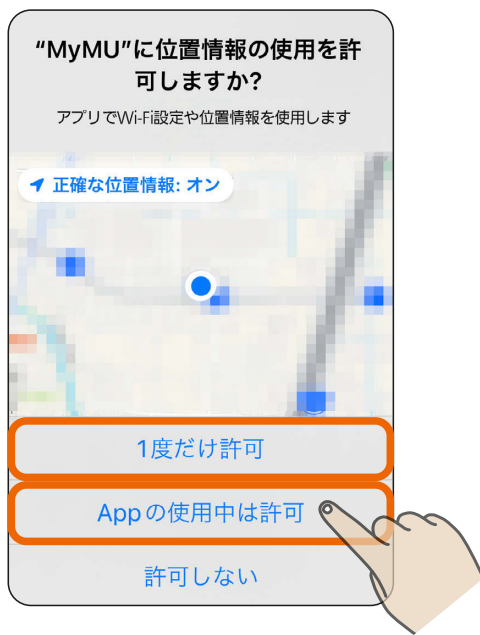 “MyMU”に位置情報の使用を許
可しますか?
アプリでWi-Fi設定や位置情報を使用します
正確な位置情報: オン
1度だけ許可
Appの使用中は許可
許可しない